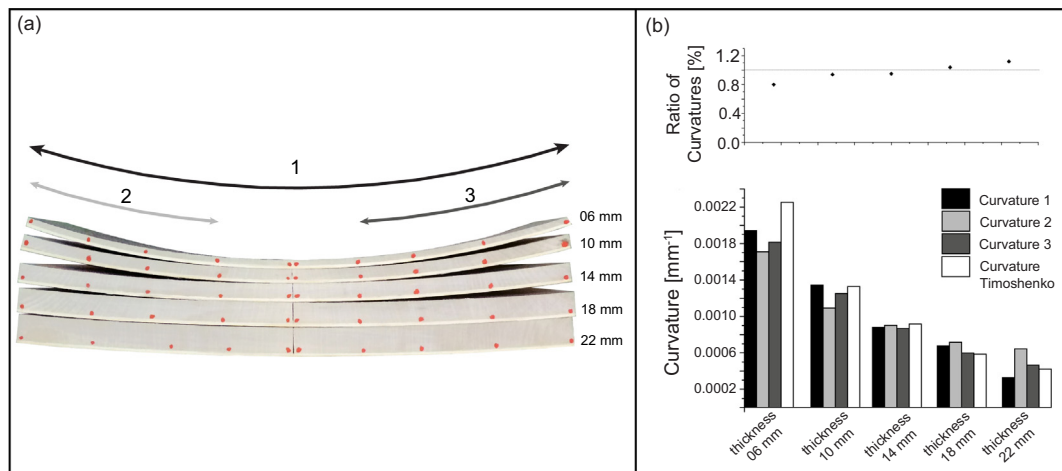 (a)
1
2
3
06 mm
10 mm
14 mm
18 mm
22 mm
(b)
Ratio of
Curvatures [%]
1.2
0.8
0.4
0.0
Curvature [mm-1]
0.0022
0.0018
0.0014
0.0010
0.0006
0.0002
Curvature 1
Curvature 2
Curvature 3
Curvature
Timoshenko
thickness
06 mm
thickness
10 mm
thickness
14 mm
thickness
18 mm
thickness
22 mm